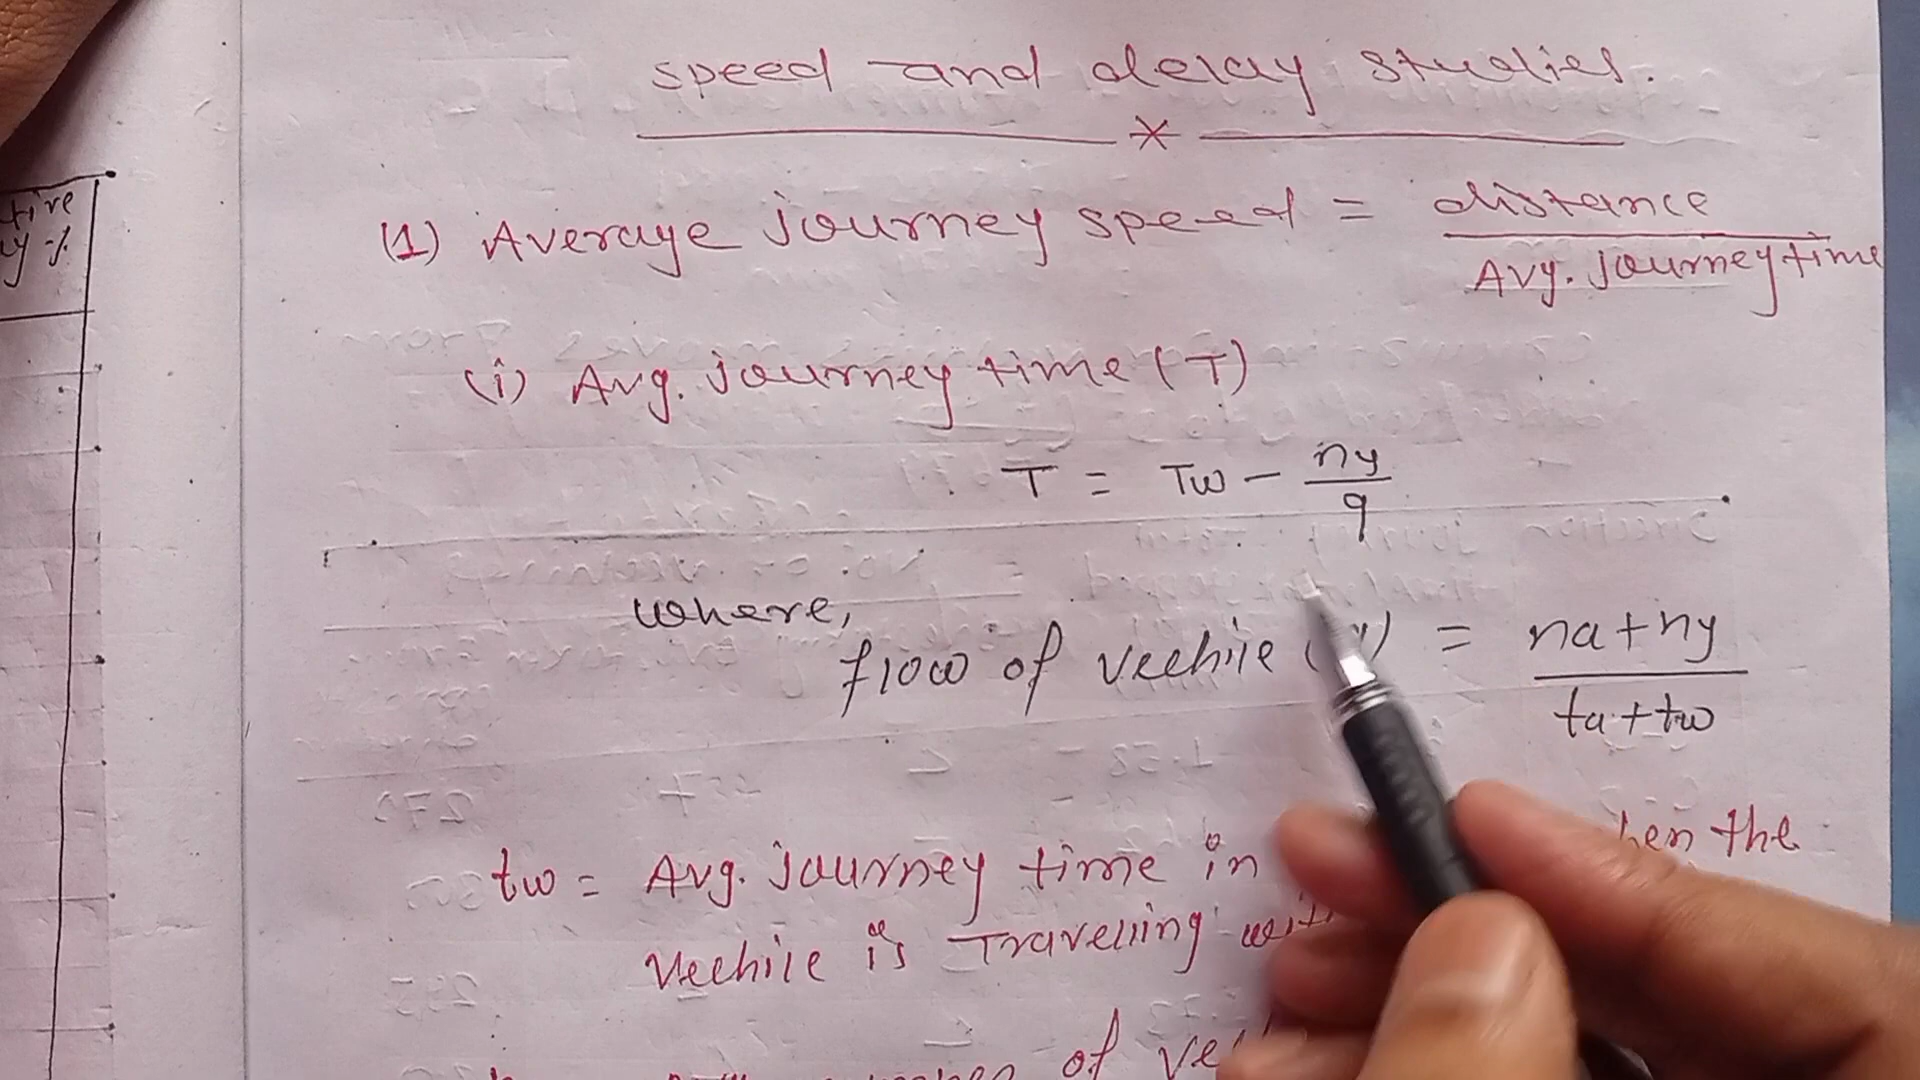 speed and delay studies.
(1) Average journey speed = distance / Avg. journey time
(i) Avg. journey time (T)
T = Tw - ny / q
where,
flow of vechile ( ) = na+ny / ta+tw
tw = Avg. journey time in the
vechile is Travelling
of
tive
y %